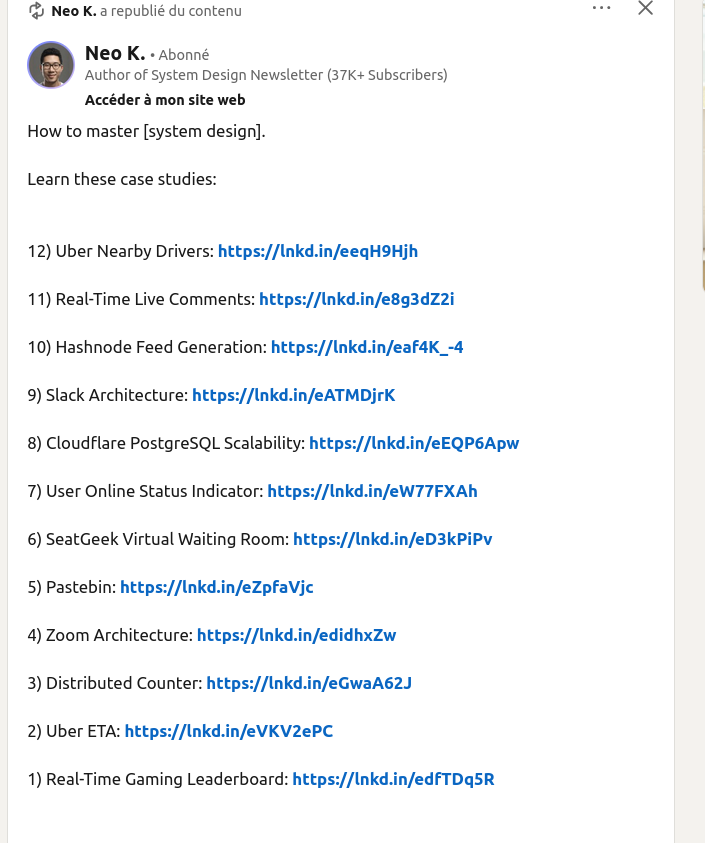 Neo K. a republié du contenu
Neo K. • Abonné
Author of System Design Newsletter (37K+ Subscribers)
Accéder à mon site web
How to master [system design].
Learn these case studies:
12) Uber Nearby Drivers: https://lnkd.in/eeqH9Hjh
11) Real-Time Live Comments: https://lnkd.in/e8g3dZ2i
10) Hashnode Feed Generation: https://lnkd.in/eaf4K_-4
9) Slack Architecture: https://lnkd.in/eATMDjrK
8) Cloudflare PostgreSQL Scalability: https://lnkd.in/eEQP6Apw
7) User Online Status Indicator: https://lnkd.in/eW77FXAh
6) SeatGeek Virtual Waiting Room: https://lnkd.in/eD3kPiPv
5) Pastebin: https://lnkd.in/eZpfaVjc
4) Zoom Architecture: https://lnkd.in/edidhxZw
3) Distributed Counter: https://lnkd.in/eGwaA62J
2) Uber ETA: https://lnkd.in/eVKV2ePC
1) Real-Time Gaming Leaderboard: https://lnkd.in/edfTDq5R